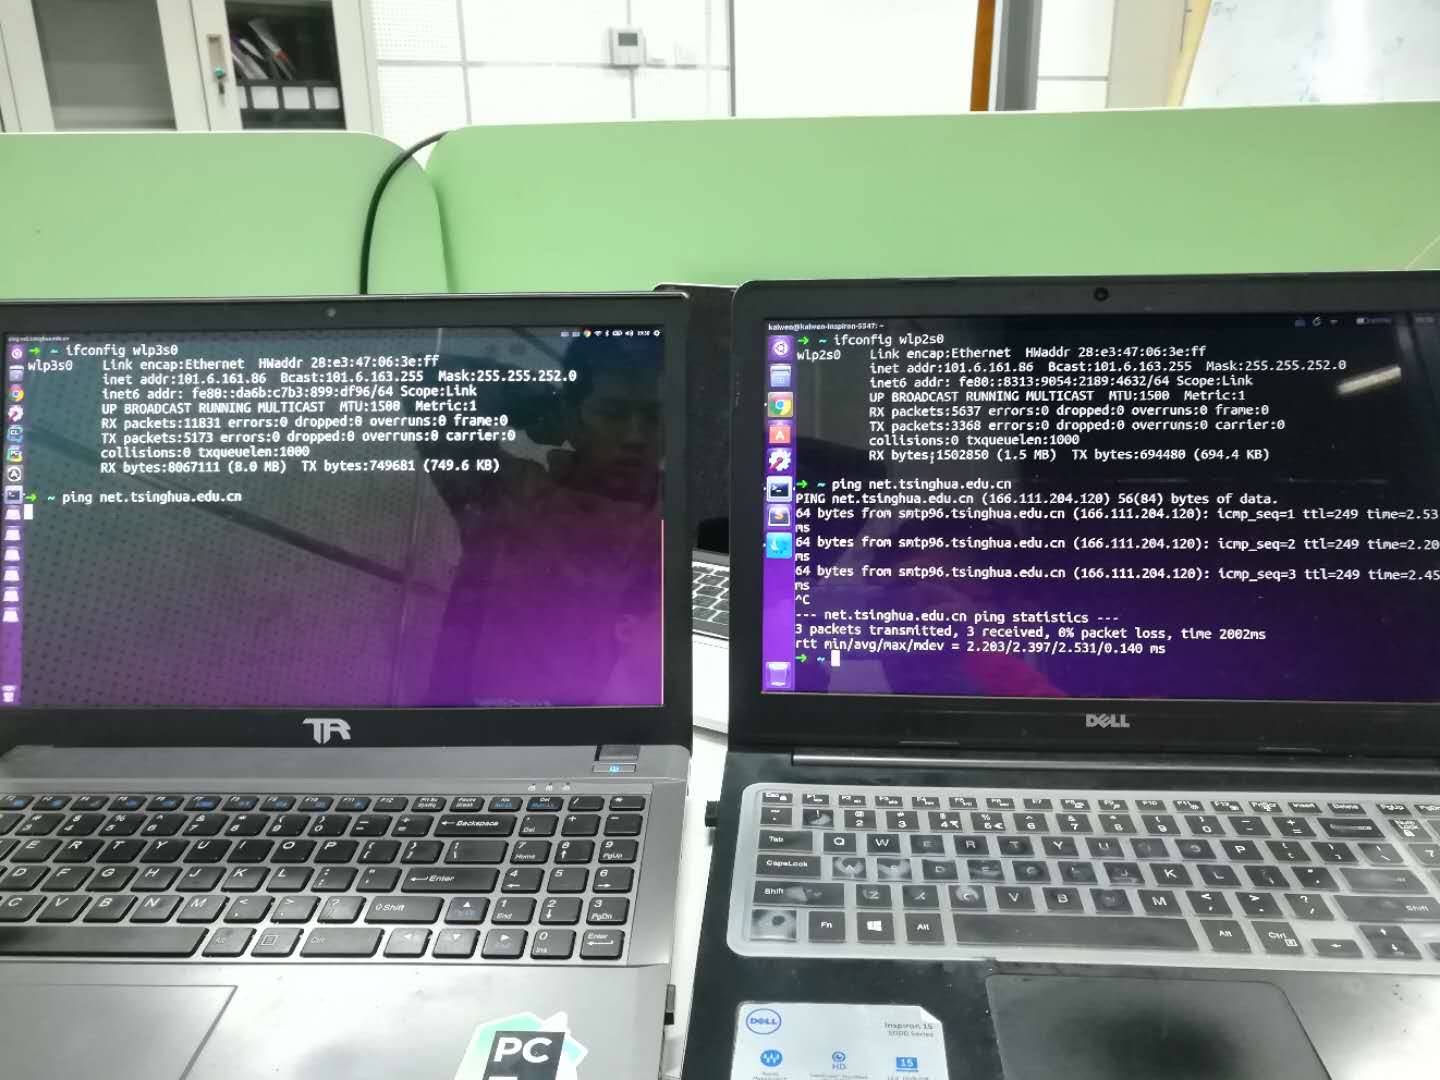 ➜ ~ ifconfig wlp3s0
wlp3s0 Link encap:Ethernet HWaddr 28:e3:47:06:3e:ff
inet addr:101.6.161.86 Bcast:101.6.163.255 Mask:255.255.252.0
inet6 addr: fe80::da6b:c7b3:899:df96/64 Scope:Link
UP BROADCAST RUNNING MULTICAST MTU:1500 Metric:1
RX packets:11831 errors:0 dropped:0 overruns:0 frame:0
TX packets:5173 errors:0 dropped:0 overruns:0 carrier:0
collisions:0 txqueuelen:1000
RX bytes:8067111 (8.0 MB) TX bytes:749681 (749.6 KB)
➜ ~ ping net.tsinghua.edu.cn
TR
PC
kaiwen@kaiwen-Inspiron-5547: ~
➜ ~ ifconfig wlp2s0
wlp2s0 Link encap:Ethernet HWaddr 28:e3:47:06:3e:ff
inet addr:101.6.161.86 Bcast:101.6.163.255 Mask:255.255.252.0
inet6 addr: fe80::8313:9054:2189:4632/64 Scope:Link
UP BROADCAST RUNNING MULTICAST MTU:1500 Metric:1
RX packets:5637 errors:0 dropped:0 overruns:0 frame:0
TX packets:3368 errors:0 dropped:0 overruns:0 carrier:0
collisions:0 txqueuelen:1000
RX bytes:1502850 (1.5 MB) TX bytes:694480 (694.4 KB)
➜ ~ ping net.tsinghua.edu.cn
PING net.tsinghua.edu.cn (166.111.204.120) 56(84) bytes of data.
64 bytes from smtp96.tsinghua.edu.cn (166.111.204.120): icmp_seq=1 ttl=249 time=2.53
ms
64 bytes from smtp96.tsinghua.edu.cn (166.111.204.120): icmp_seq=2 ttl=249 time=2.20
ms
64 bytes from smtp96.tsinghua.edu.cn (166.111.204.120): icmp_seq=3 ttl=249 time=2.45
ms
^C
--- net.tsinghua.edu.cn ping statistics ---
3 packets transmitted, 3 received, 0% packet loss, time 2002ms
rtt min/avg/max/mdev = 2.203/2.397/2.531/0.140 ms
➜ ~
DELL
DELL
Inspiron 15
5000 Series
HD
15